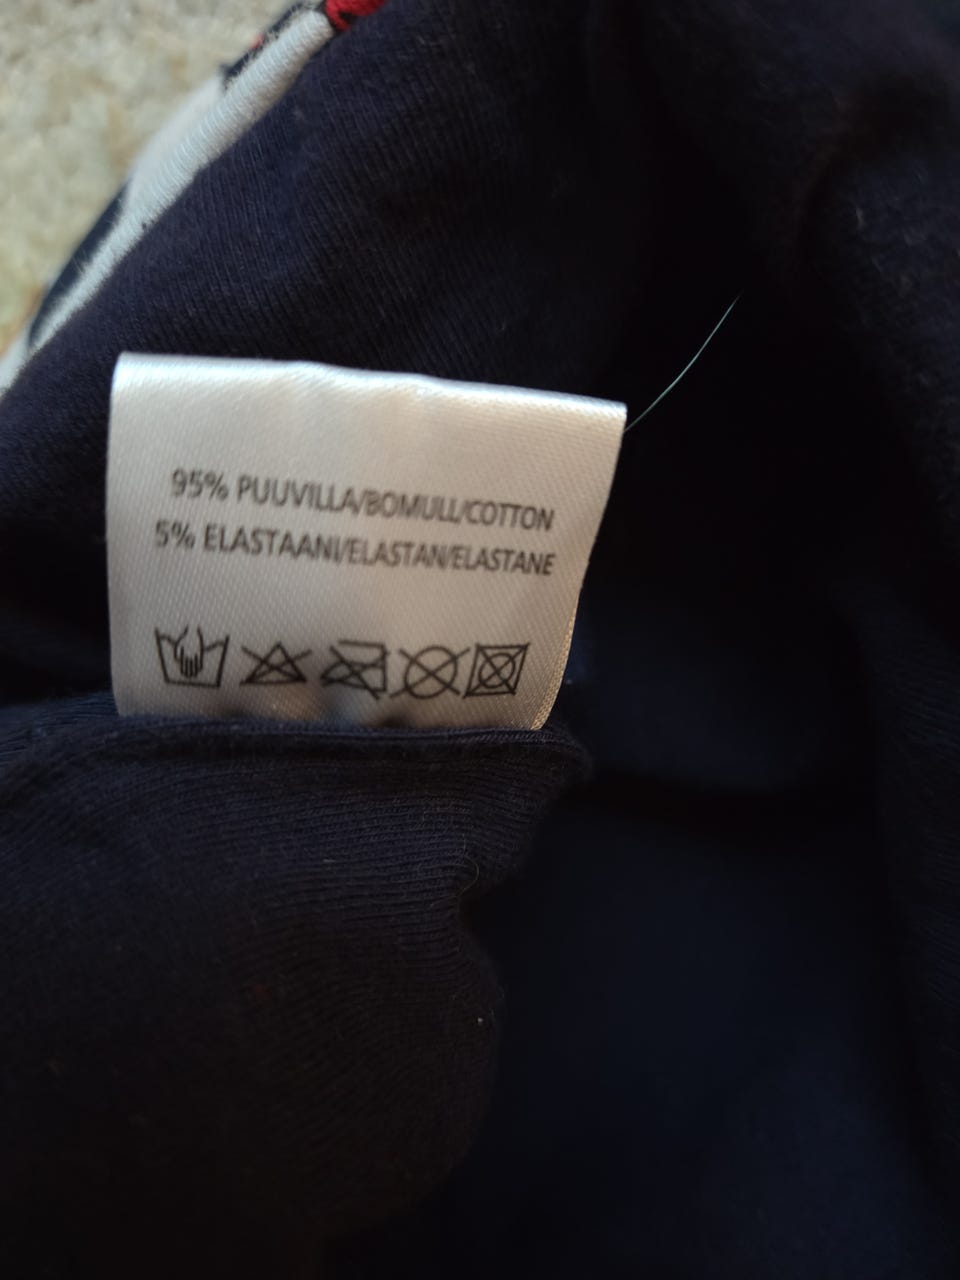 95% PUUVILLA/BOMULL/COTTON
5% ELASTAANI/ELASTAN/ELASTANE